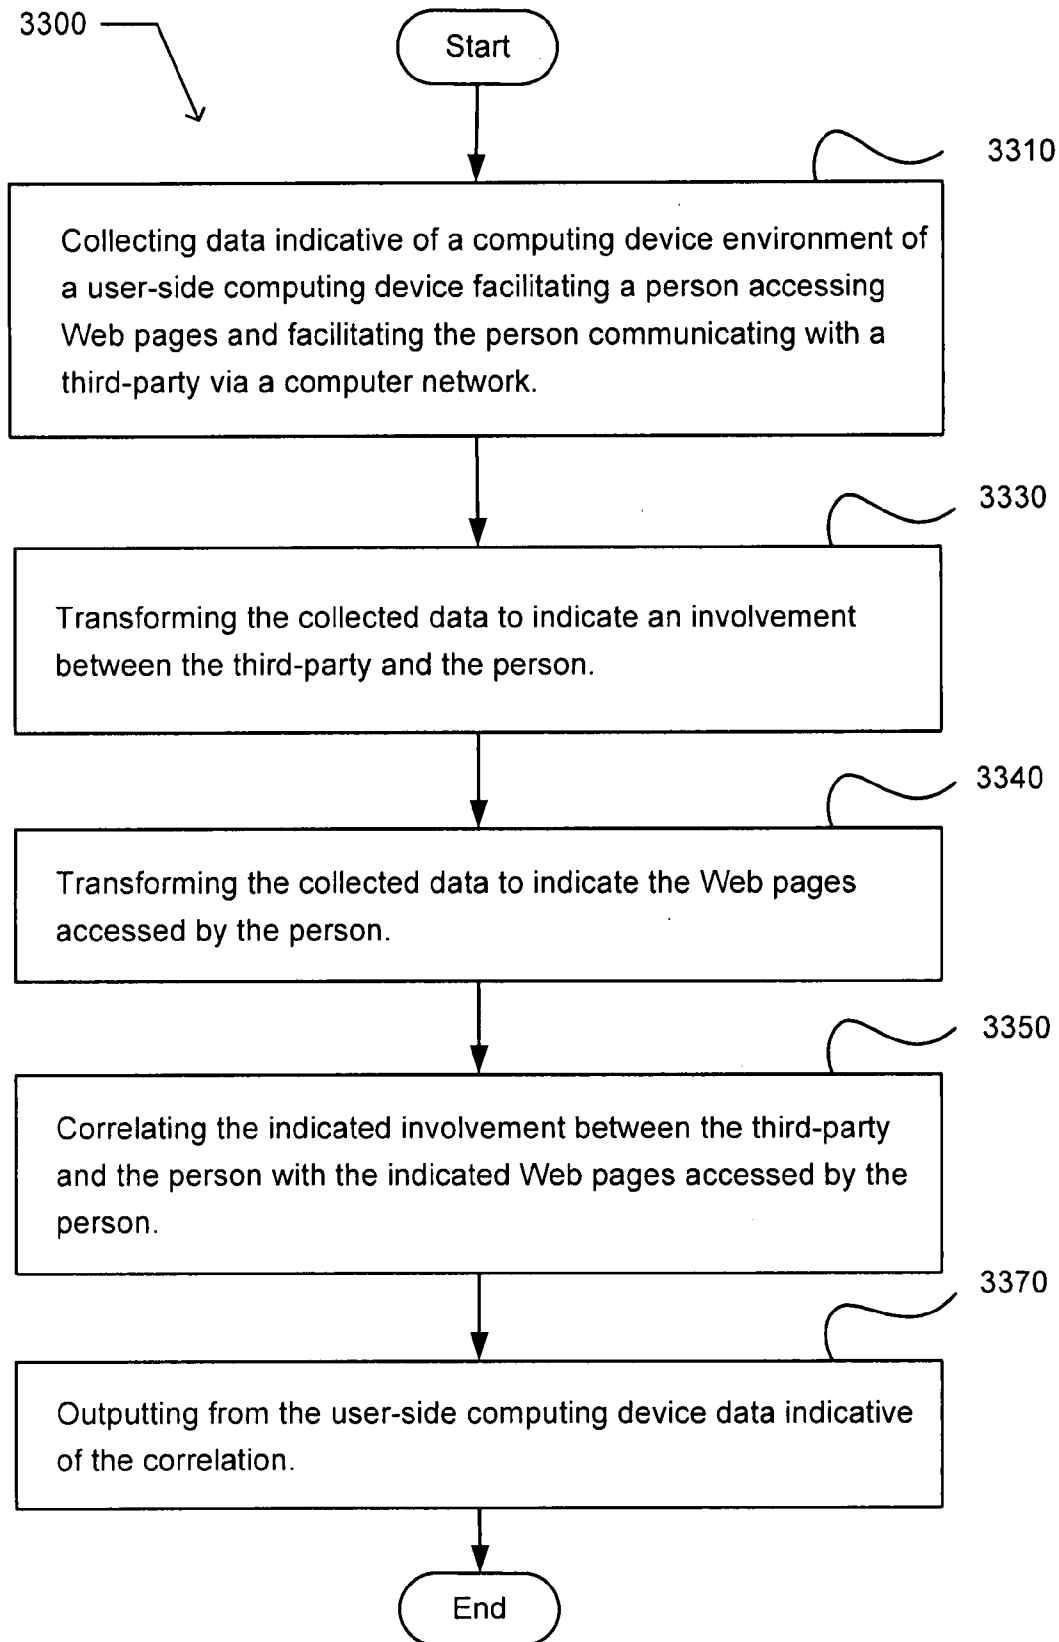 3300
Start
3310
Collecting data indicative of a computing device environment of
a user-side computing device facilitating a person accessing
Web pages and facilitating the person communicating with a
third-party via a computer network.
3330
Transforming the collected data to indicate an involvement
between the third-party and the person.
3340
Transforming the collected data to indicate the Web pages
accessed by the person.
3350
Correlating the indicated involvement between the third-party
and the person with the indicated Web pages accessed by the
person.
3370
Outputting from the user-side computing device data indicative
of the correlation.
End